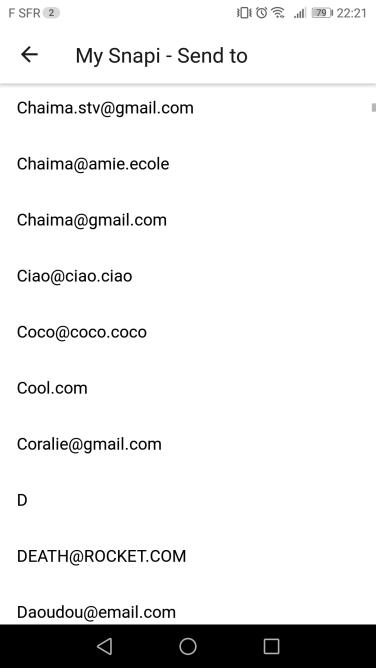 F SFR 2 79 22:21
My Snapi - Send to
Chaima.stv@gmail.com
Chaima@amie.ecole
Chaima@gmail.com
Ciao@ciao.ciao
Coco@coco.coco
Cool.com
Coralie@gmail.com
D
DEATH@ROCKET.COM
Daoudou@email.com